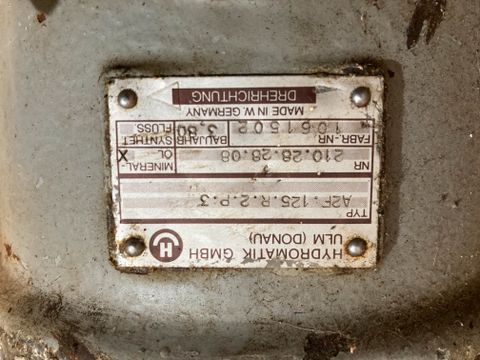 HYDROMATIK GMBH
ULM (DONAU)
H
TYP
A2F.125.R.2.P.3
NR
210.28.28.08
MINERAL-
ÖL
X
FABR.-NR
1061502
BAUJAHR
3.80
SYNTHET.
FLÜSS.
MADE IN W. GERMANY
DREHRICHTUNG